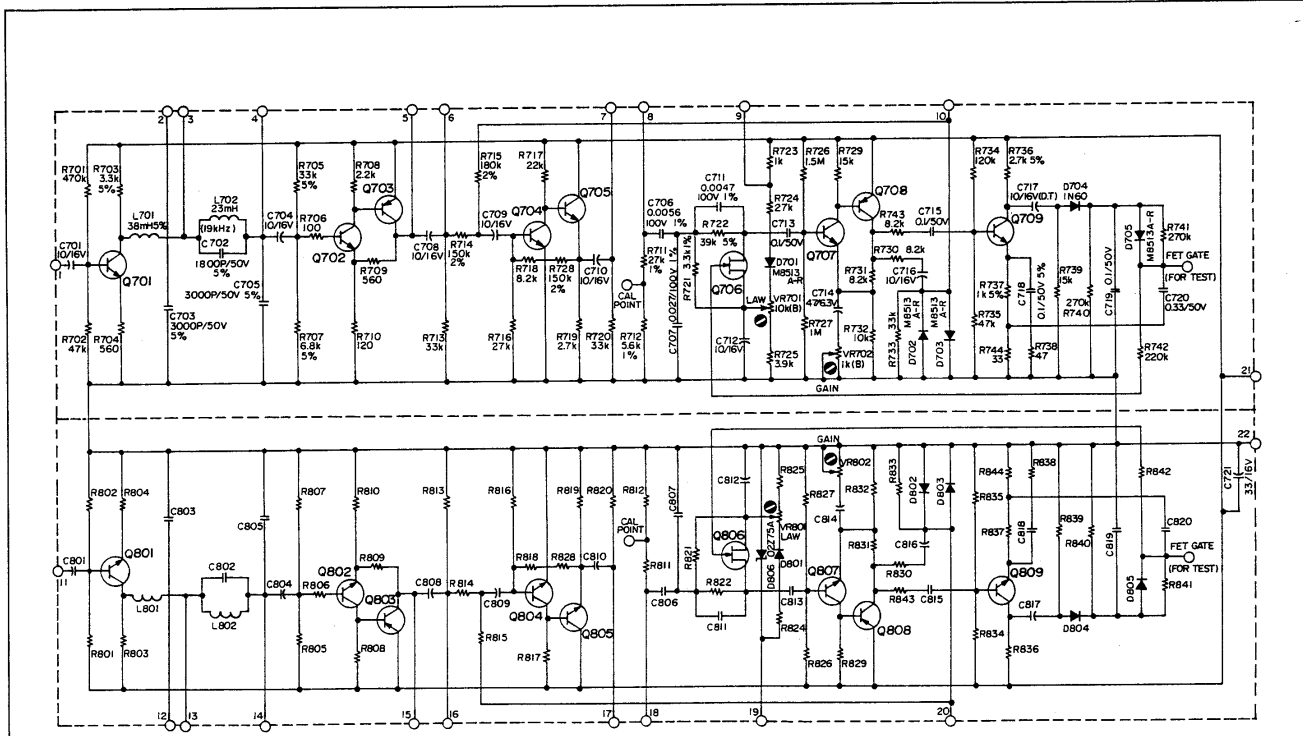 2
3
4
5
6
7
8
9
10
R701
470k
R703
3.3k
5%
L701
38mH5%
L702
23mH
(19kHz)
C702
1800P/50V
5%
C704
10/16V
R705
33k
5%
R706
100
R708
2.2k
Q703
Q702
R709
560
C708
10/16V
R714
150k
2%
R715
180k
2%
C709
10/16V
R717
22k
Q704
Q705
R718
8.2k
R728
150k
2%
C710
10/16V
C706
0.0056
100V 1%
R711
27k
1%
CAL
POINT
C711
0.0047
100V 1%
R722
39k 5%
R721 3.3k1%
C707 .0027/100V 1%
Q706
R723
1k
R724
27k
C713
0.1/50V
D701
M8513
A-R
LAW
VR701
10k(B)
R726
1.5M
R729
15k
Q707
Q708
R743
8.2k
C715
0.1/50V
R730 8.2k
C716
10/16V
R731
8.2k
C714
47/6.3V
R734
120k
R736
2.7k 5%
C717
10/16V(D.T)
D704
1N60
Q709
D705
M8513A-R
R741
270k
FET GATE
(FOR TEST)
C701
10/16V
1
Q701
C705
3000P/50V 5%
R702
47k
R704
560
C703
3000P/50V
5%
R707
6.8k
5%
R710
120
R713
33k
R716
27k
R719
2.7k
R720
33k
R712
5.6k
1%
C712
10/16V
R725
3.9k
R727
1M
VR702
1k(B)
GAIN
R732
10k
R733 33k
D702
M8513
A-R
D703
M8513
A-R
R735
47k
R737
1k 5%
C718
0.1/50V 5%
R744
33
R738
47
R739
15k
270k
R740
C719 0.1/50V
C720
0.33/50V
R742
220k
21
22
C721
33/16V
R802
R804
C803
C805
R807
R810
R813
R816
R819
R820
R812
C807
C812
R825
GAIN
VR802
R827
R832
R833
D802
D803
R844
R838
R842
C801
11
Q801
C802
L801
L802
C804
R806
Q802
R809
Q803
C808
R814
C809
R818
R828
C810
Q804
Q805
CAL
POINT
R811
R821
Q806
VR801
LAW
D806 02Z75A
D801
C814
R831
C816
R835
R837
C818
R839
R840
C819
C820
FET GATE
(FOR TEST)
C806
R822
C811
C813
R824
Q807
Q808
R830
R843
C815
Q809
C817
D804
D805
R841
R801
R803
R805
R808
R815
R817
R826
R829
R834
R836
12
13
14
15
16
17
18
19
20